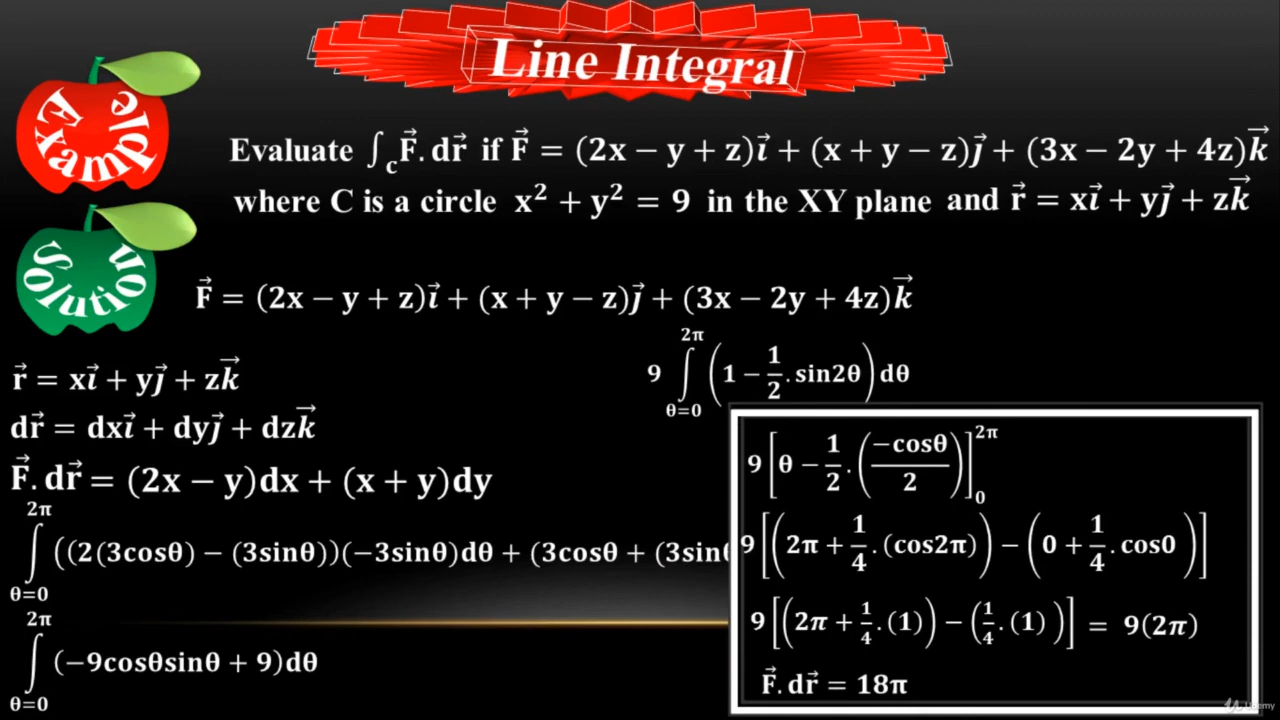 Line Integral
Example
Evaluate ∫_C F⃗. dr⃗ if F⃗ = (2x − y + z)i⃗ + (x + y − z)j⃗ + (3x − 2y + 4z)k⃗
where C is a circle x² + y² = 9 in the XY plane and r⃗ = xi⃗ + yj⃗ + zk⃗
Solution
F⃗ = (2x − y + z)i⃗ + (x + y − z)j⃗ + (3x − 2y + 4z)k⃗
r⃗ = xi⃗ + yj⃗ + zk⃗
dr⃗ = dxi⃗ + dyj⃗ + dzk⃗
F⃗. dr⃗ = (2x − y)dx + (x + y)dy
∫_{θ=0}^{2π} ((2(3cosθ) − (3sinθ))(−3sinθ)dθ + (3cosθ + (3sin
∫_{θ=0}^{2π} (−9cosθsinθ + 9)dθ
9 ∫_{θ=0}^{2π} (1 − 1/2 . sin2θ) dθ
9 [θ − 1/2 . (−cosθ/2)]_0^{2π}
9 [(2π + 1/4 . (cos2π)) − (0 + 1/4 . cos0)]
9 [(2π + 1/4 . (1)) − (1/4 . (1))] = 9(2π)
F⃗. dr⃗ = 18π
Udemy